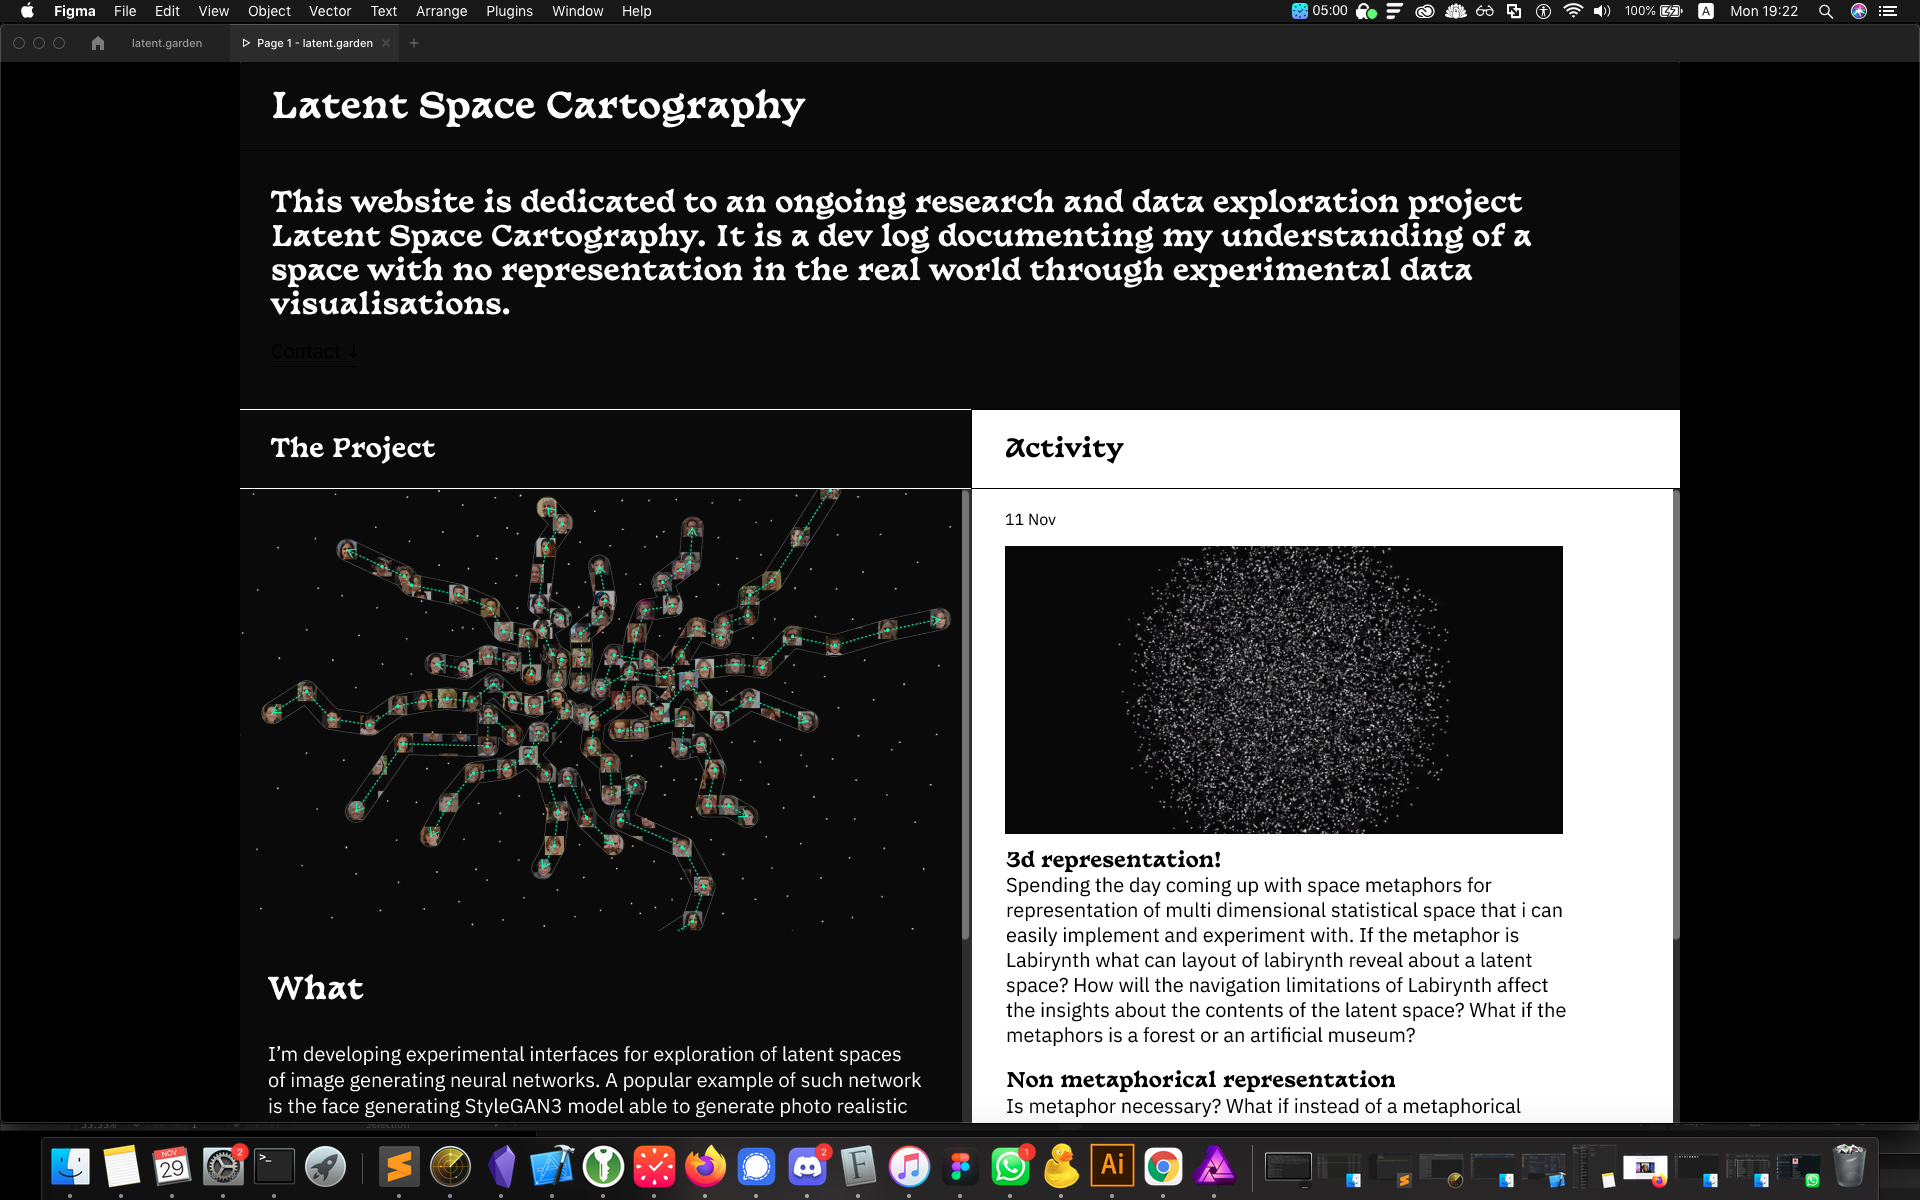 Figma File Edit View Object Vector Text Arrange Plugins Window Help 05:00 100% A Mon 19:22
latent.garden Page 1 - latent.garden
Latent Space Cartography
This website is dedicated to an ongoing research and data exploration project
Latent Space Cartography. It is a dev log documenting my understanding of a
space with no representation in the real world through experimental data
visualisations.
Contact ↓
The Project
What
I'm developing experimental interfaces for exploration of latent spaces
of image generating neural networks. A popular example of such network
is the face generating StyleGAN3 model able to generate photo realistic
Activity
11 Nov
3d representation!
Spending the day coming up with space metaphors for
representation of multi dimensional statistical space that i can
easily implement and experiment with. If the metaphor is
Labirynth what can layout of labirynth reveal about a latent
space? How will the navigation limitations of Labirynth affect
the insights about the contents of the latent space? What if the
metaphors is a forest or an artificial museum?
Non metaphorical representation
Is metaphor necessary? What if instead of a metaphorical
NOV
29
2
2
1
Ai